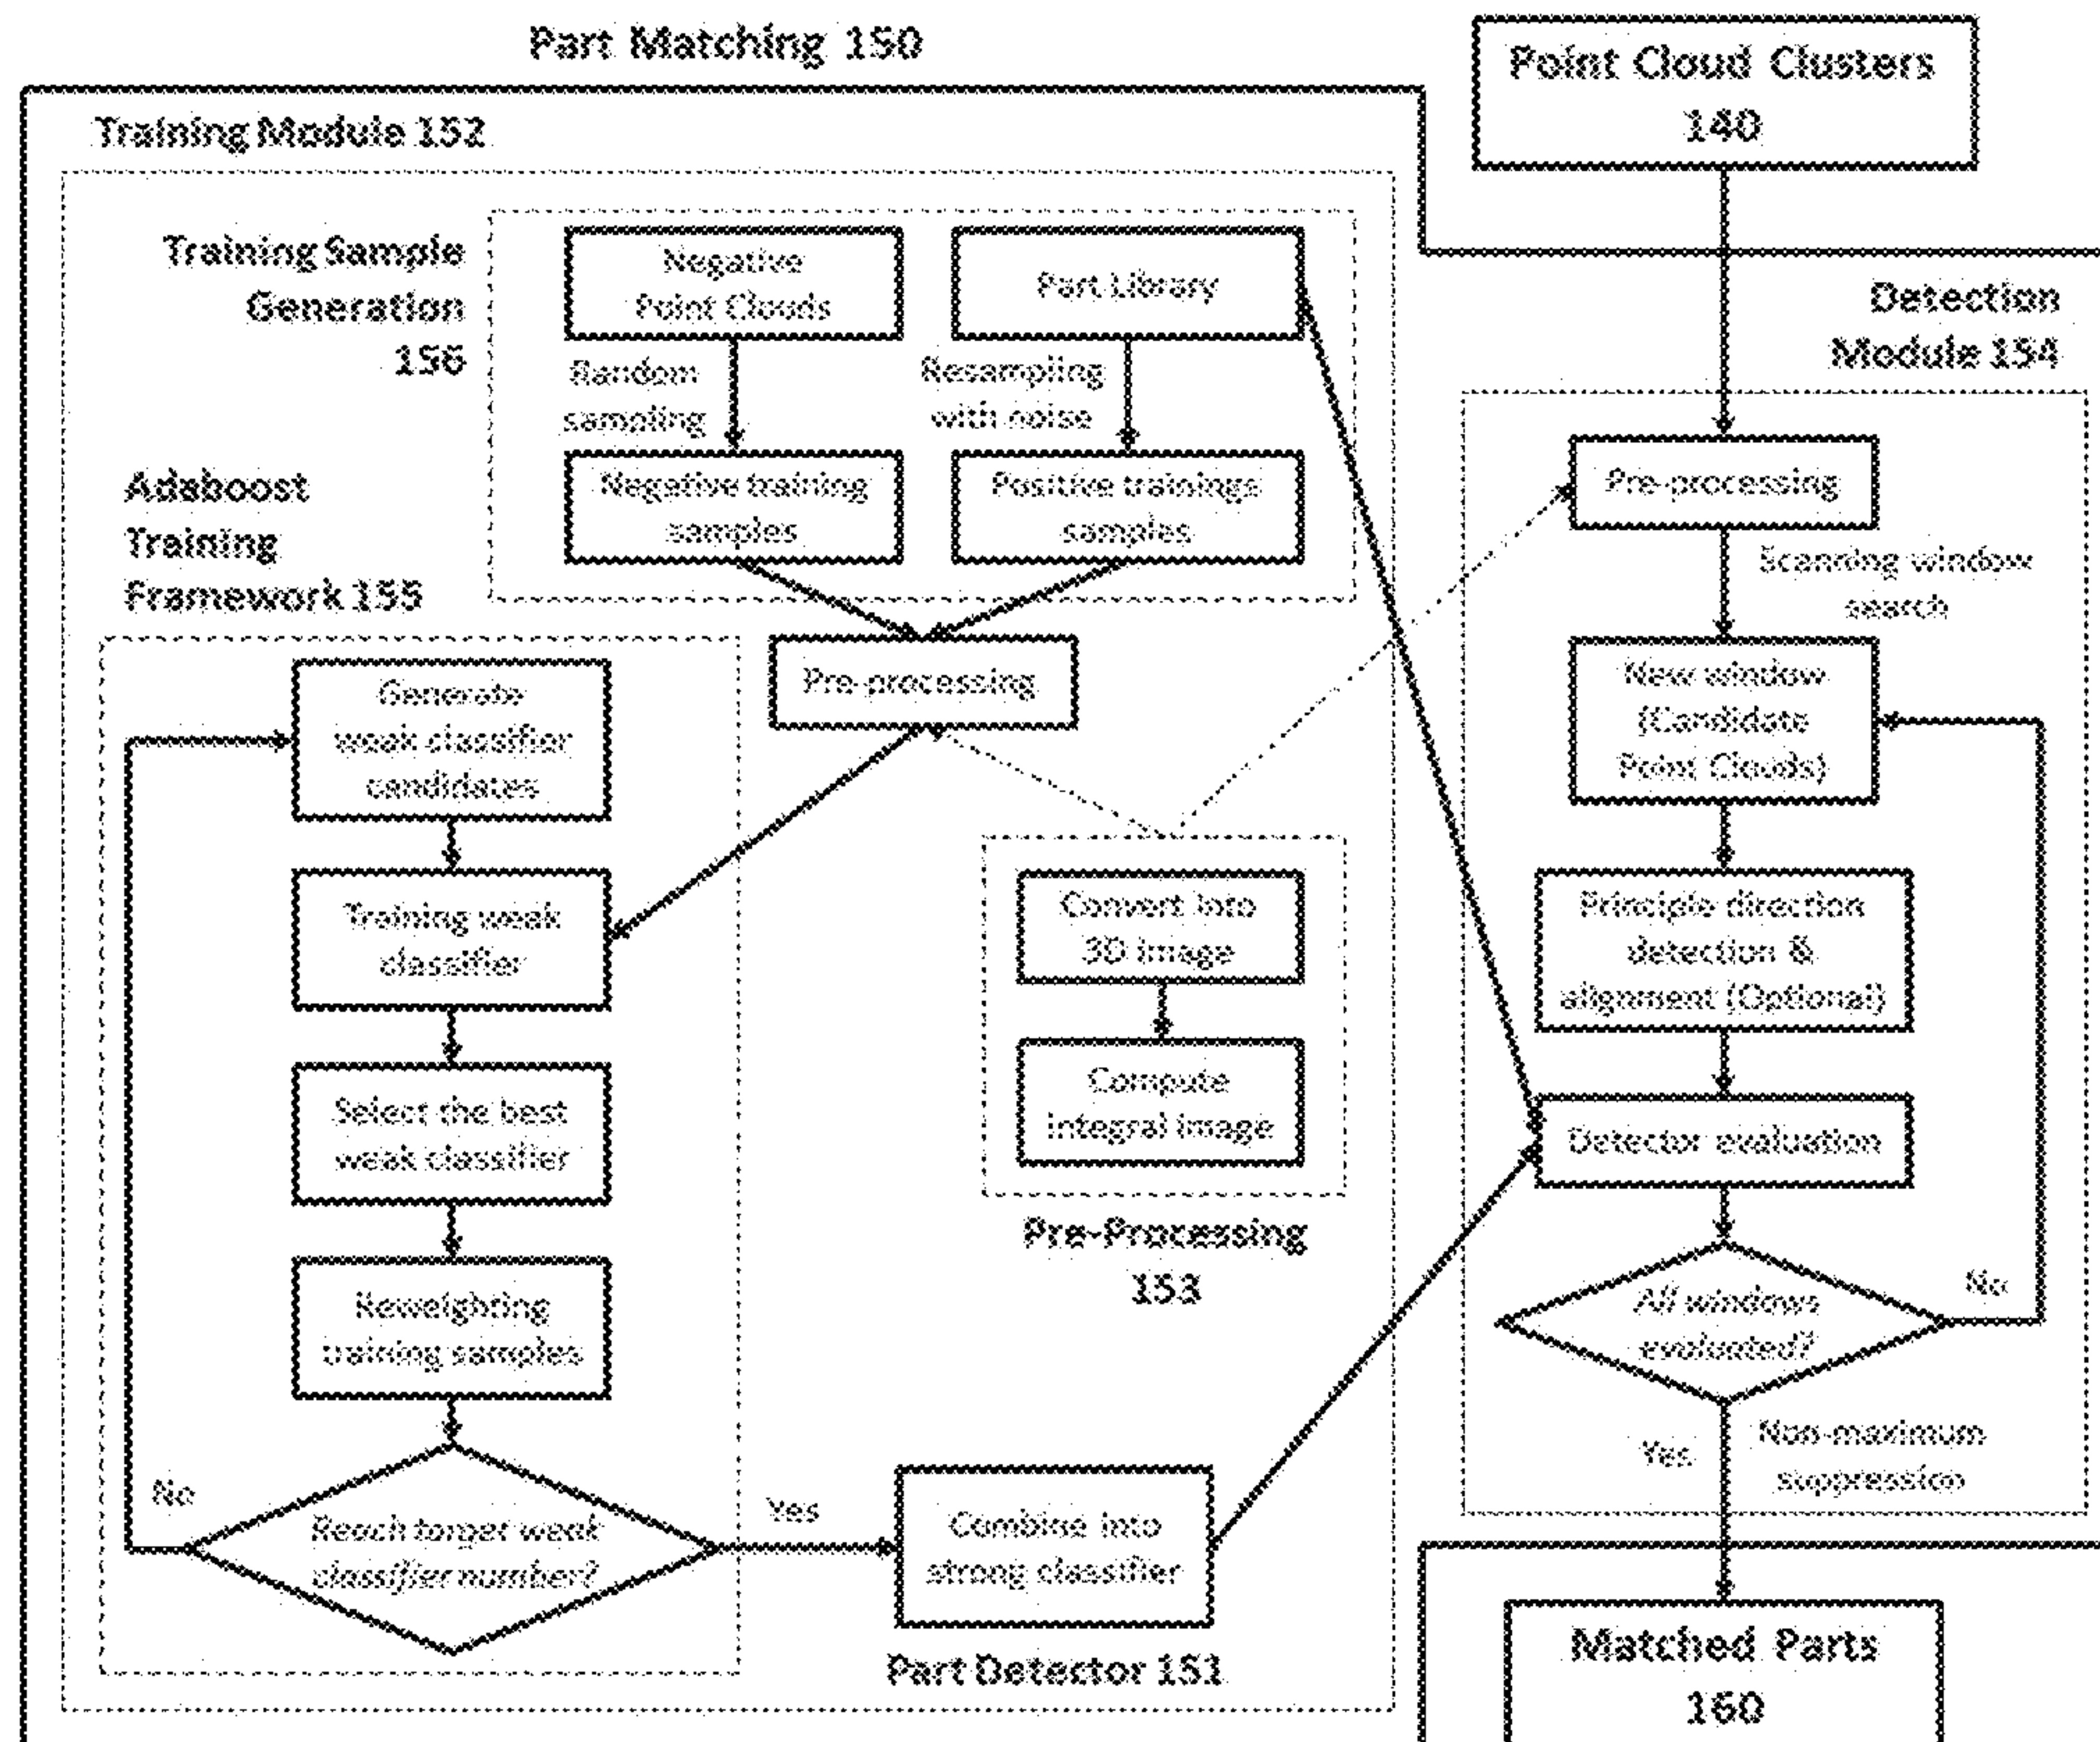 Part Matching 150
Point Cloud Clusters
140
Training Module 152
Training Sample
Generation
156
Negative
Point Clouds
Part Library
Random
sampling
Resampling
with noise
Negative training
samples
Positive trainings
samples
Adaboost
Training
Framework 155
Pre-processing
Generate
weak classifier
candidates
Training weak
classifier
Select the best
weak classifier
Reweighting
training samples
No
Reach target weak
classifier number?
Yes
Combine into
strong classifier
Part Detector 151
Convert into
3D image
Compute
integral image
Pre-Processing
153
Detection
Module 154
Pre-processing
Scanning window
search
New window
(Candidate
Point Clouds)
Principle direction
detection &
alignment (Optional)
Detector evaluation
All windows
evaluated?
No
Yes
Non-maximum
suppression
Matched Parts
160